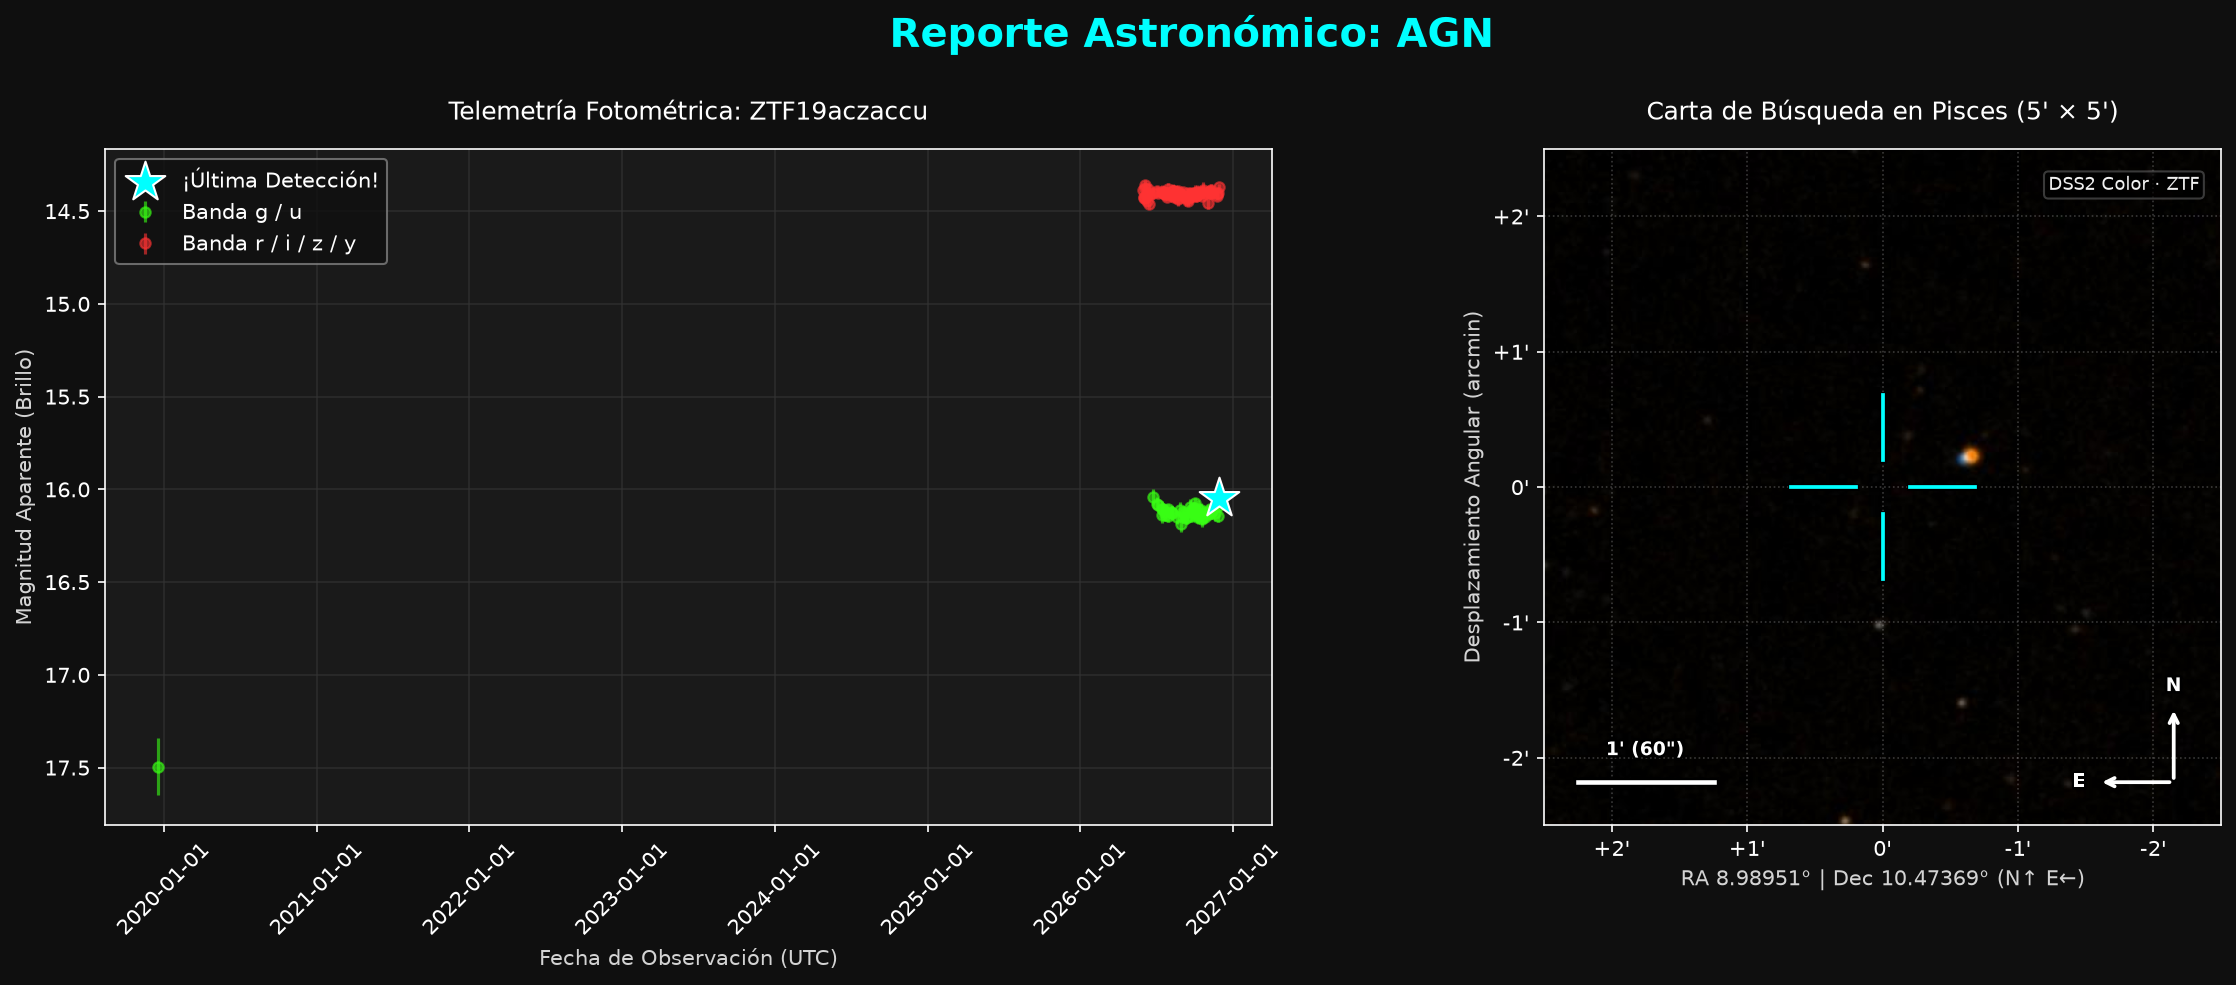 Reporte Astronómico: AGN
Telemetría Fotométrica: ZTF19aczaccu
¡Última Detección!
Banda g / u
Banda r / i / z / y
Magnitud Aparente (Brillo)
14.5
15.0
15.5
16.0
16.5
17.0
17.5
2020-01-01
2021-01-01
2022-01-01
2023-01-01
2024-01-01
2025-01-01
2026-01-01
2027-01-01
Fecha de Observación (UTC)
Carta de Búsqueda en Pisces (5' × 5')
DSS2 Color · ZTF
Desplazamiento Angular (arcmin)
+2'
+1'
0'
-1'
-2'
N
E
1' (60")
+2'
+1'
0'
-1'
-2'
RA 8.98951° | Dec 10.47369° (N↑ E←)